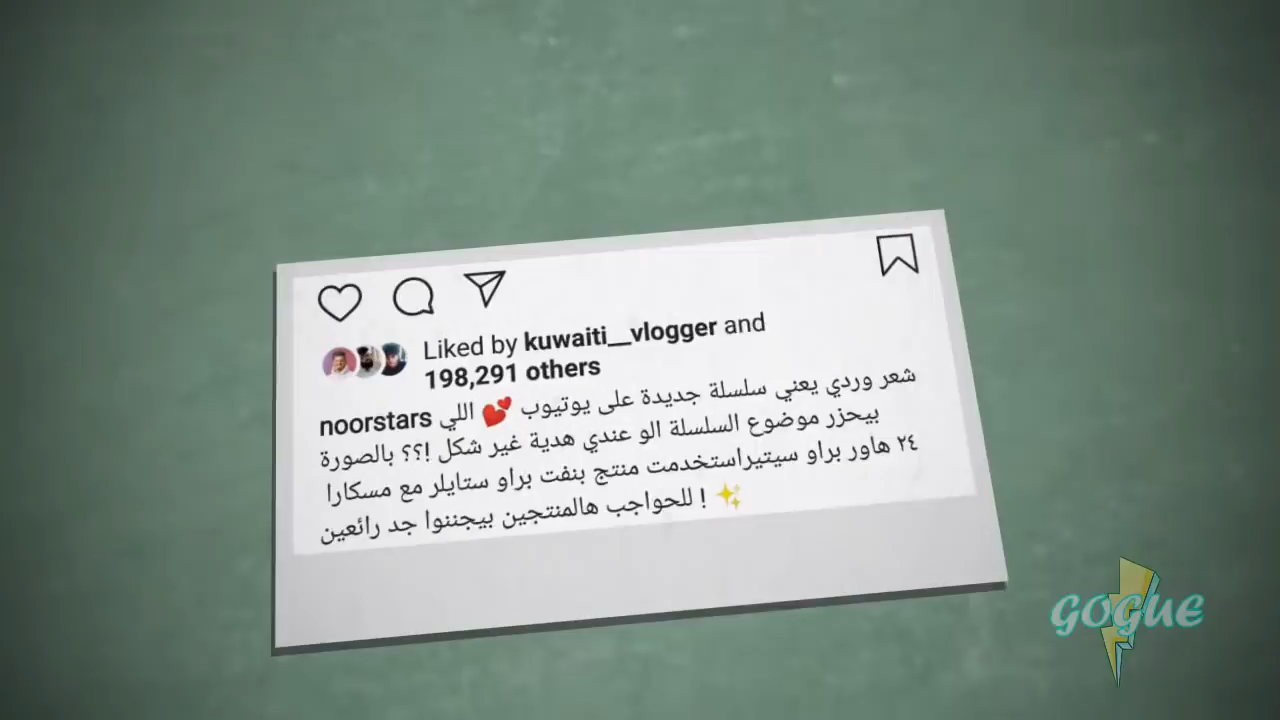 Liked by kuwaiti__vlogger and
198,291 others
noorstars شعر وردي يعني سلسلة جديدة على يوتيوب 💕 اللي
بيحزر موضوع السلسلة الو عندي هدية غير شكل !؟؟ بالصورة
٢٤ هاور براو سيتيراستخدمت منتج بنفت براو ستايلر مع مسكارا
للحواجب هالمنتجين بيجننوا جد رائعين ! ✨
GOGUE